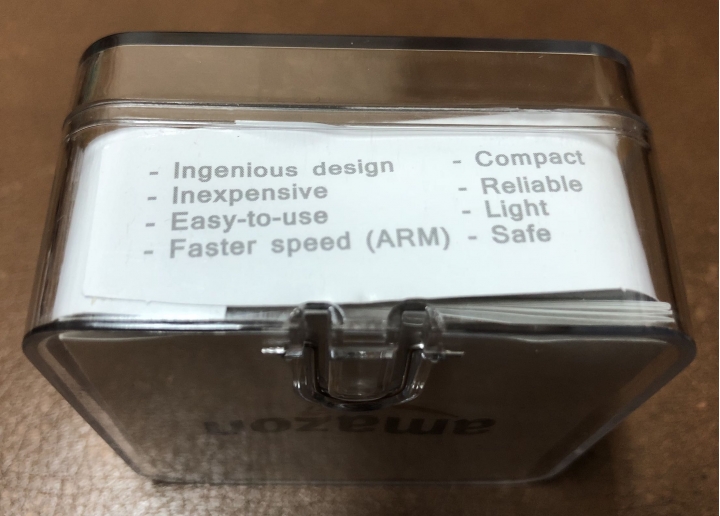 - Ingenious design
- Inexpensive
- Easy-to-use
- Faster speed (ARM)
- Compact
- Reliable
- Light
- Safe
amazon